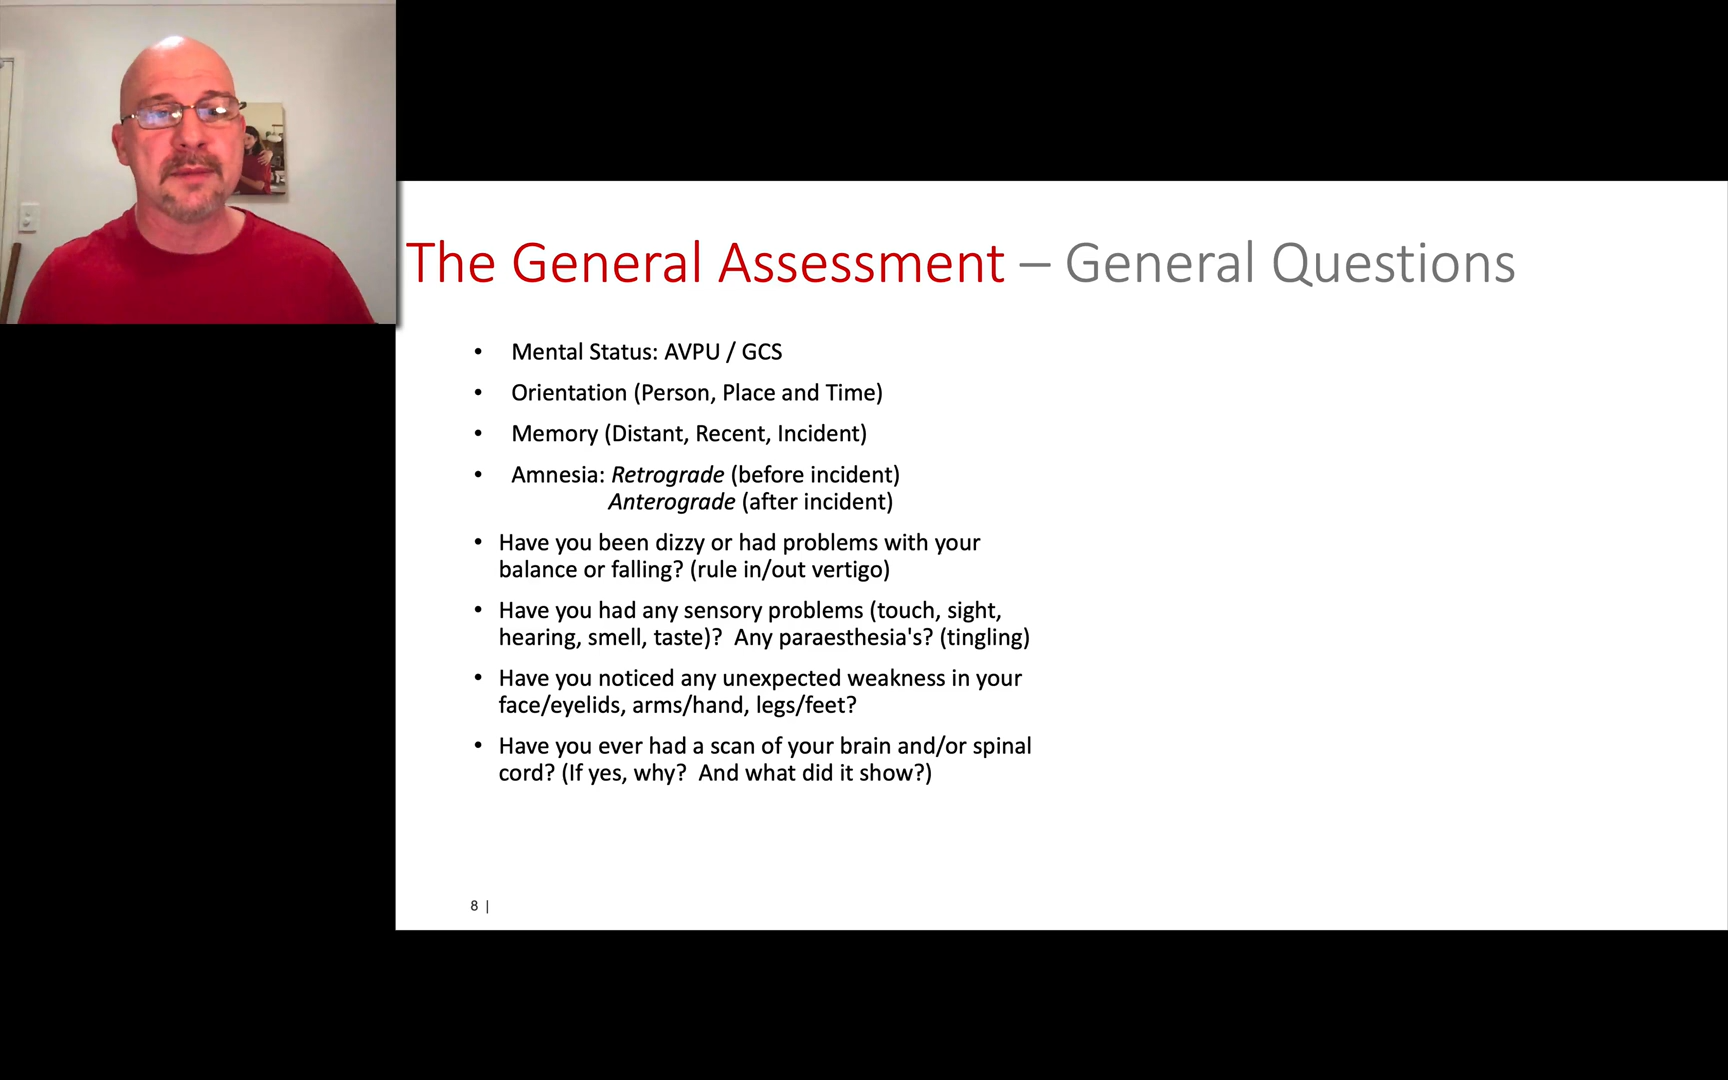 The General Assessment – General Questions
• Mental Status: AVPU / GCS
• Orientation (Person, Place and Time)
• Memory (Distant, Recent, Incident)
• Amnesia: Retrograde (before incident)
Anterograde (after incident)
• Have you been dizzy or had problems with your
balance or falling? (rule in/out vertigo)
• Have you had any sensory problems (touch, sight,
hearing, smell, taste)?  Any paraesthesia's? (tingling)
• Have you noticed any unexpected weakness in your
face/eyelids, arms/hand, legs/feet?
• Have you ever had a scan of your brain and/or spinal
cord? (If yes, why?  And what did it show?)
8 |